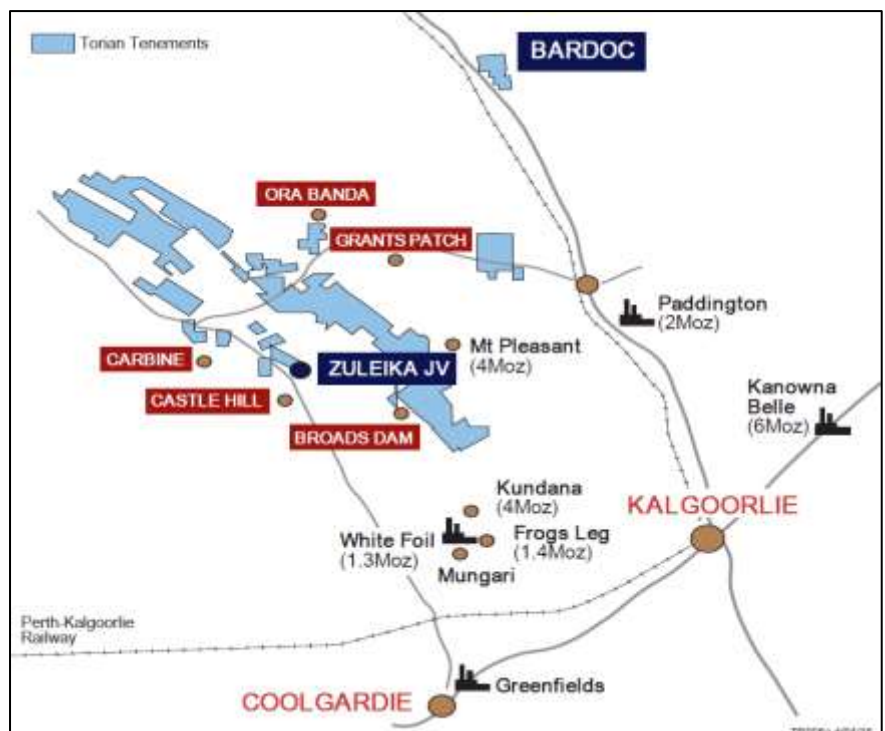 Torian Tenements
BARDOC
ORA BANDA
GRANTS PATCH
Paddington
(2Moz)
Mt Pleasant
(4Moz)
CARBINE
ZULEIKA JV
Kanowna
Belle
(6Moz)
CASTLE HILL
BROADS DAM
Kundana
(4Moz)
KALGOORLIE
White Foil
(1.3Moz)
Frogs Leg
(1.4Moz)
Mungari
Perth-Kalgoorlie
Railway
Greenfields
COOLGARDIE